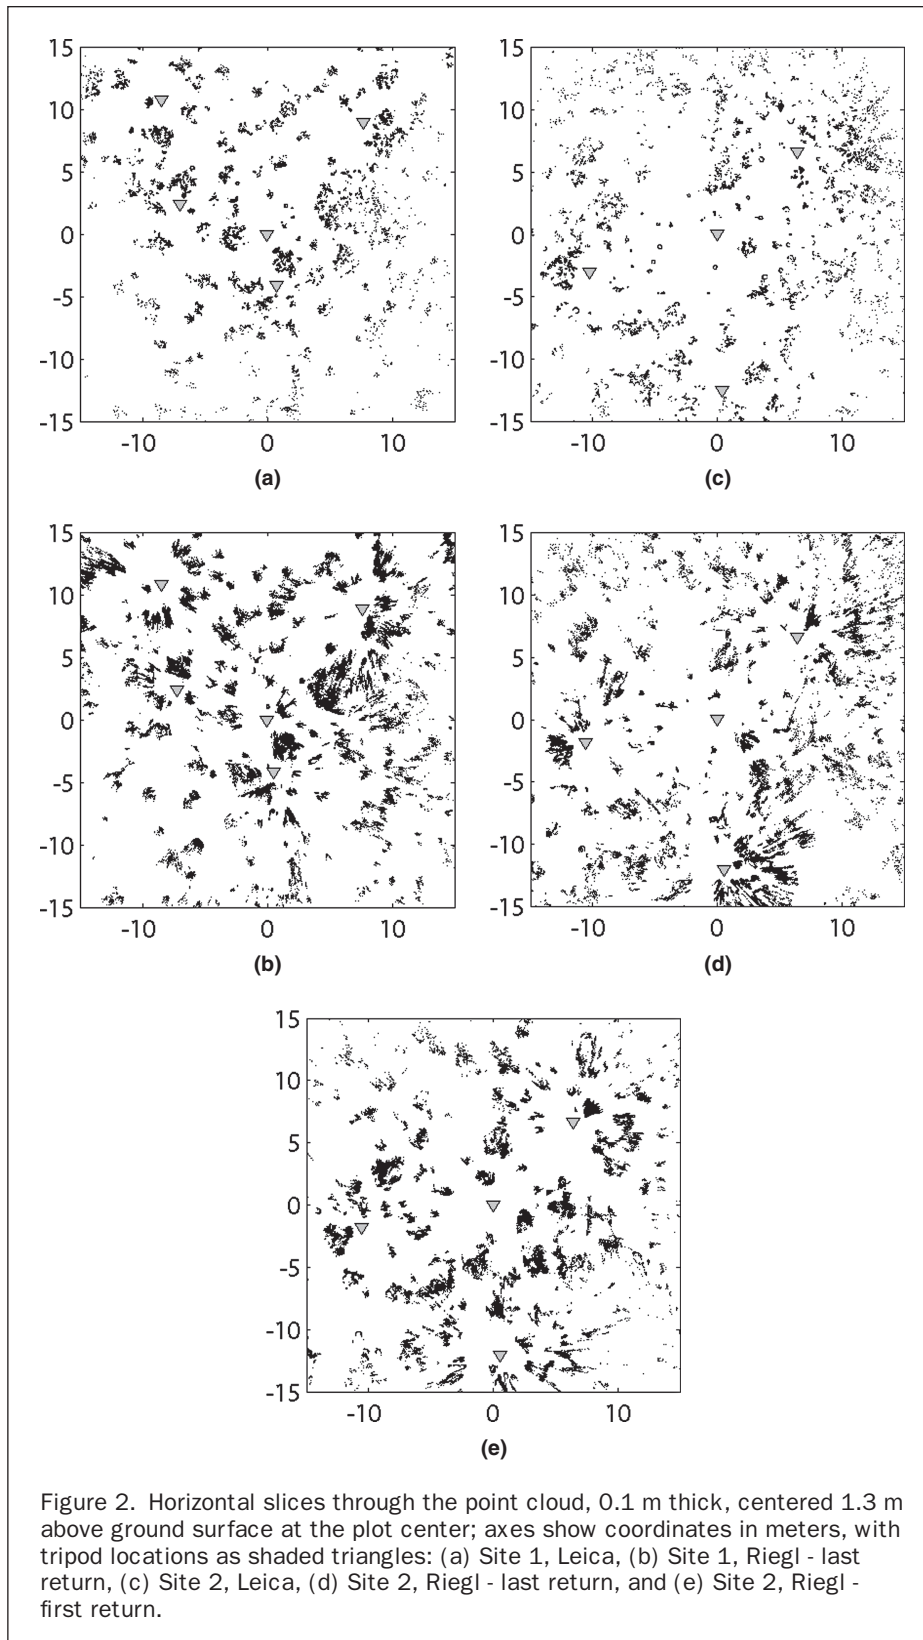 15
10
5
0
-5
-10
-15
-10 0 10
(a)
15
10
5
0
-5
-10
-15
-10 0 10
(c)
15
10
5
0
-5
-10
-15
-10 0 10
(b)
15
10
5
0
-5
-10
-15
-10 0 10
(d)
15
10
5
0
-5
-10
-15
-10 0 10
(e)
Figure 2. Horizontal slices through the point cloud, 0.1 m thick, centered 1.3 m
above ground surface at the plot center; axes show coordinates in meters, with
tripod locations as shaded triangles: (a) Site 1, Leica, (b) Site 1, Riegl - last
return, (c) Site 2, Leica, (d) Site 2, Riegl - last return, and (e) Site 2, Riegl -
first return.